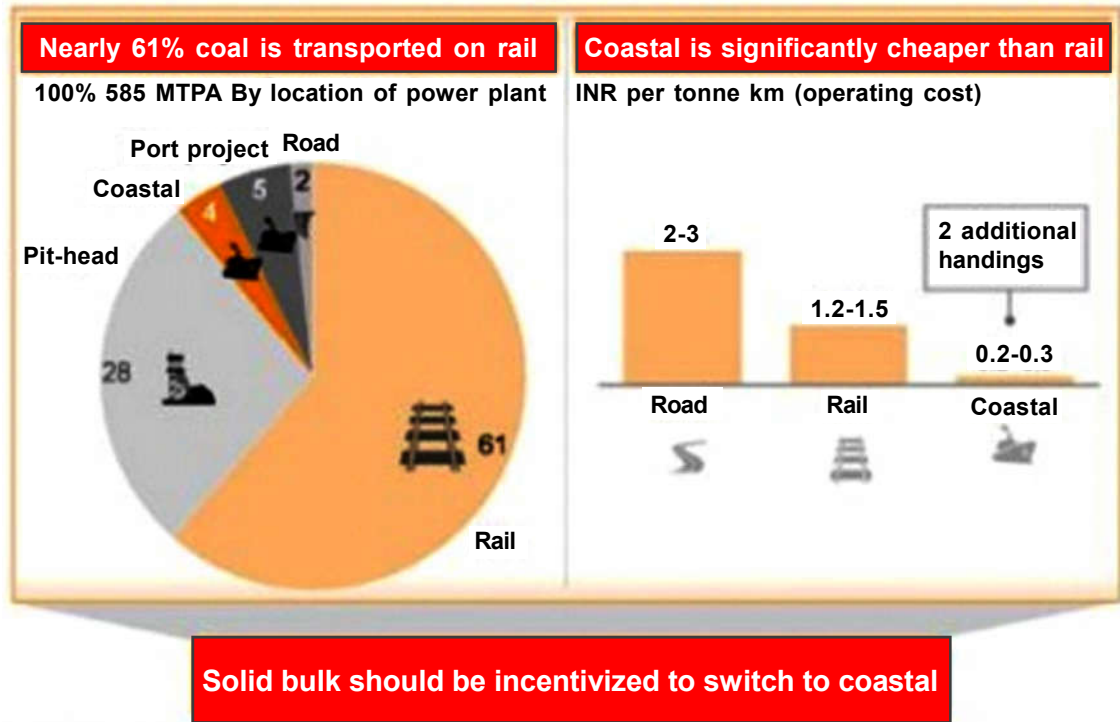 Nearly 61% coal is transported on rail
100% 585 MTPA By location of power plant
Road
Port project
Coastal
Pit-head
2
5
4
28
61
Rail
Coastal is significantly cheaper than rail
INR per tonne km (operating cost)
2 additional
handings
2-3
1.2-1.5
0.2-0.3
Road
Rail
Coastal
Solid bulk should be incentivized to switch to coastal